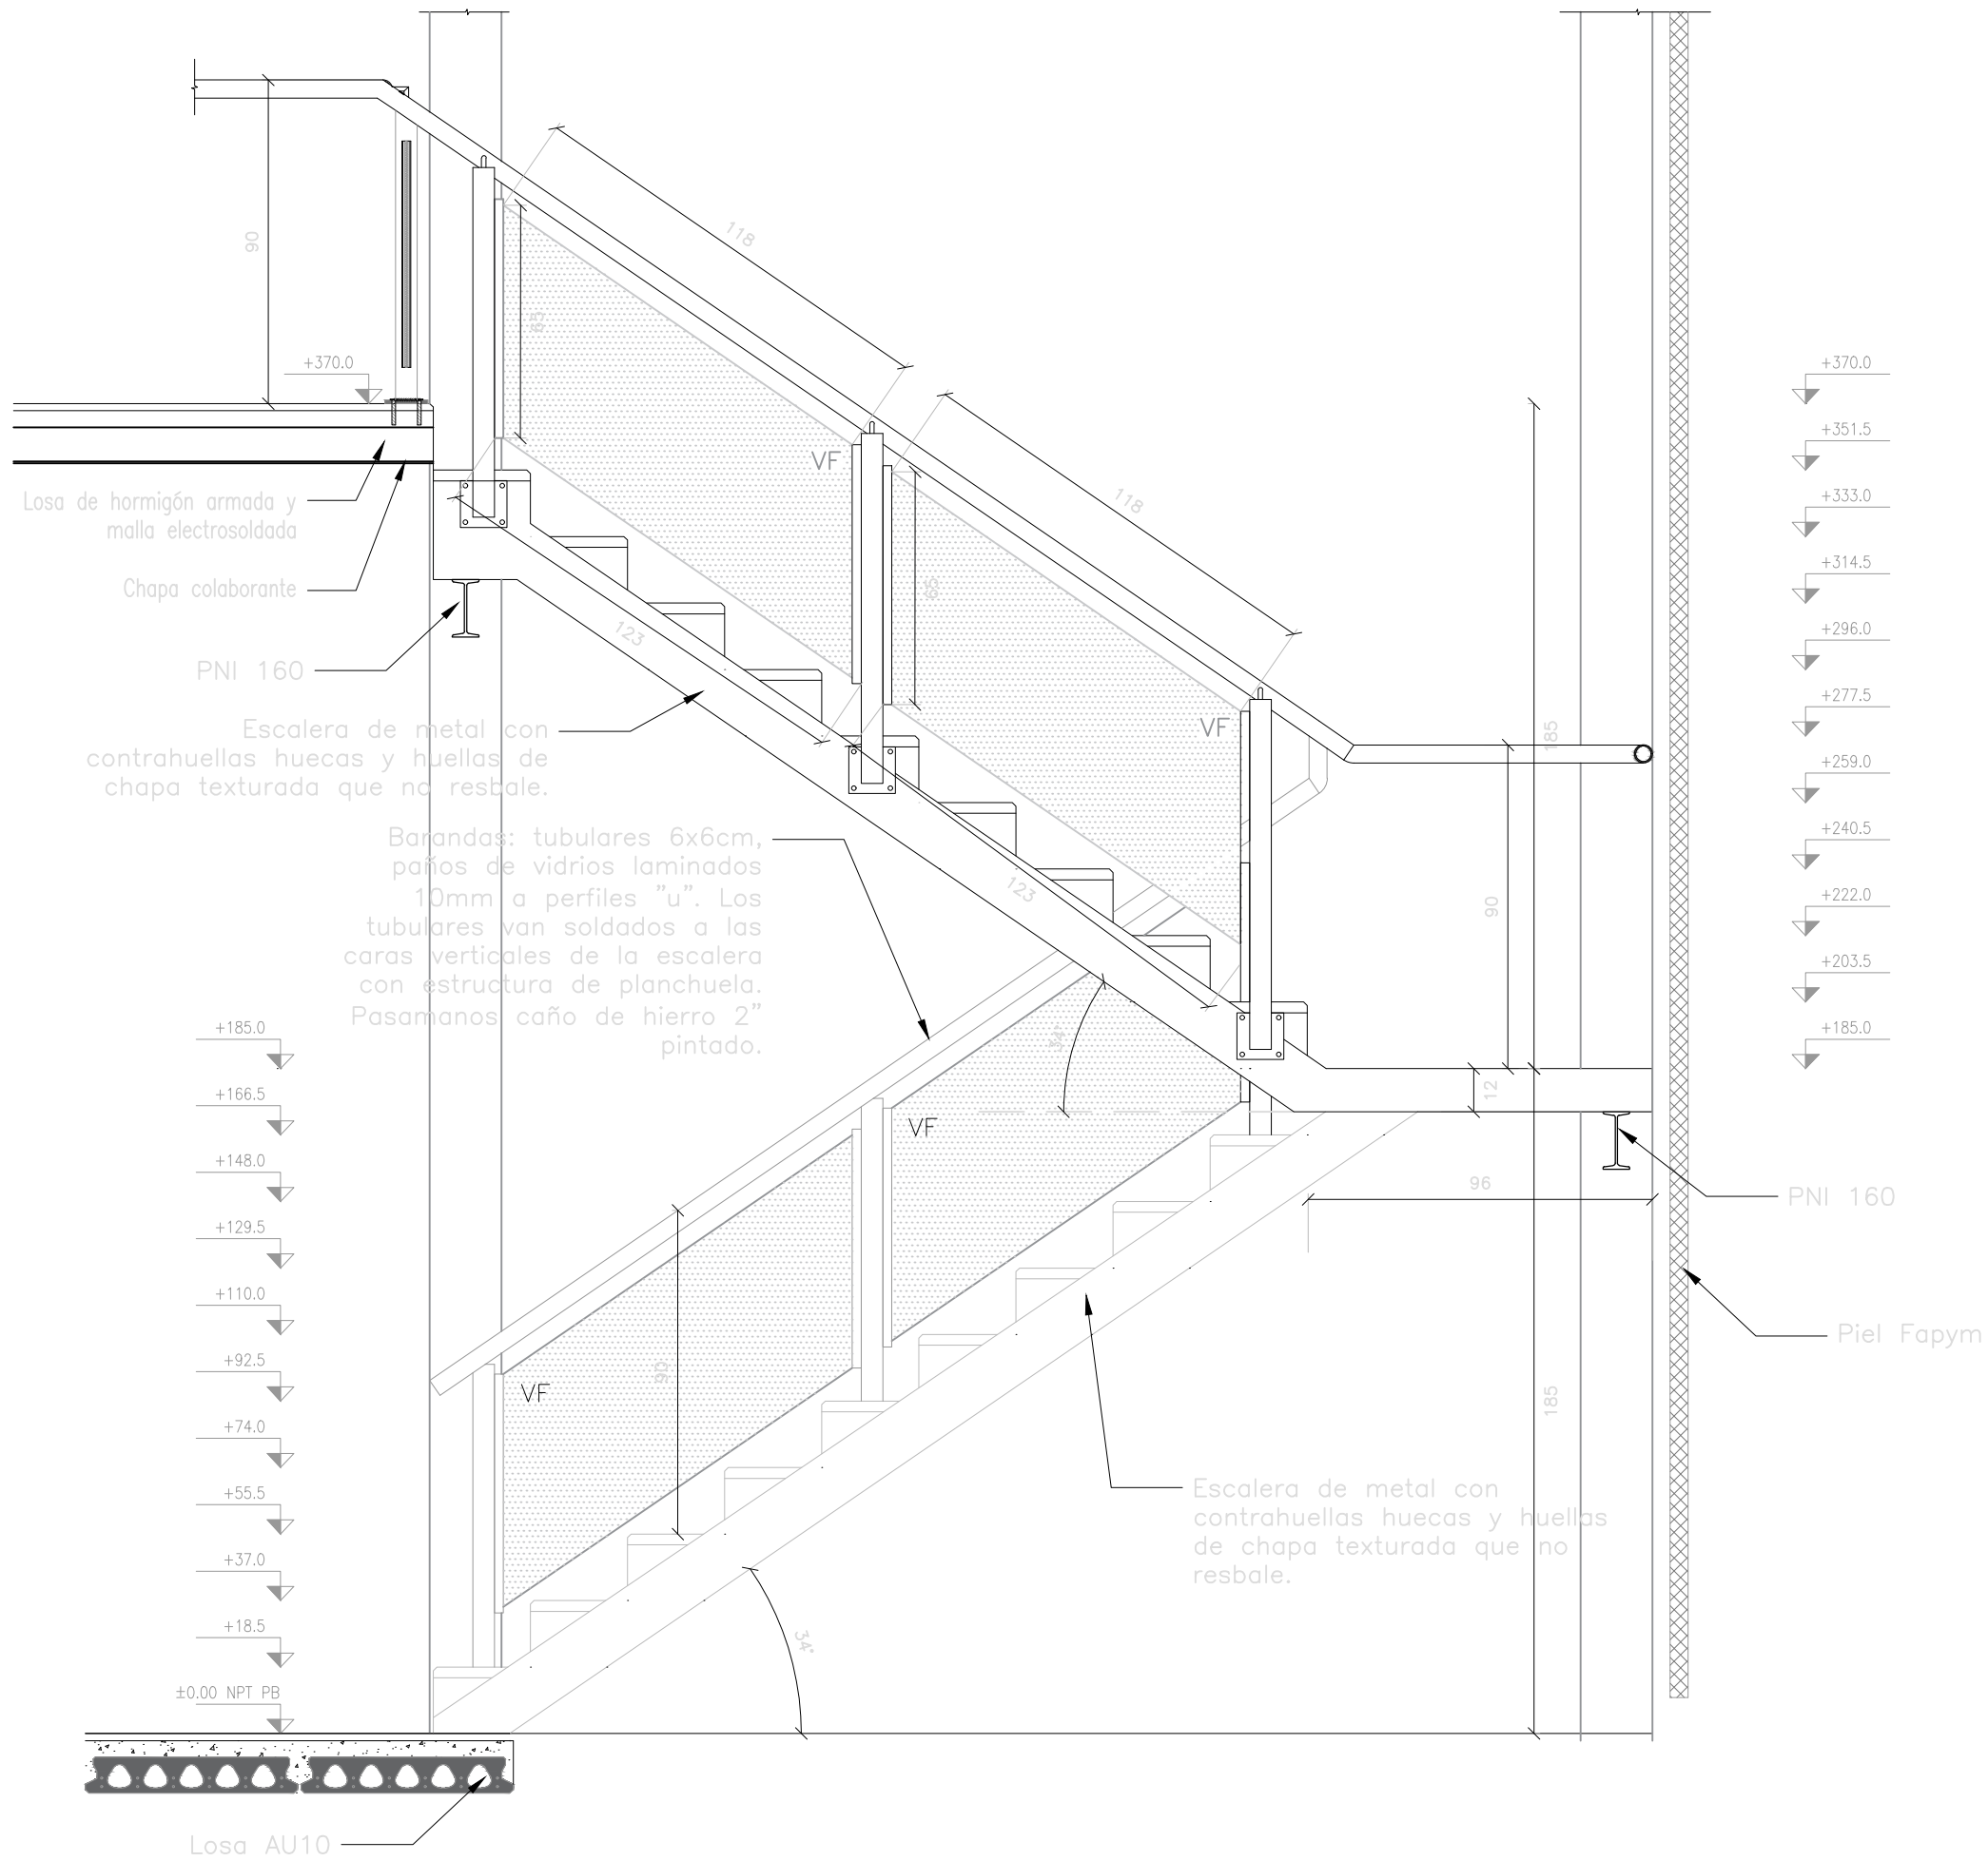 90
118
65
+370.0
+370.0
+351.5
VF
Losa de hormigón armada y
malla electrosoldada
118
+333.0
Chapa colaborante
65
+314.5
123
+296.0
PNI 160
Escalera de metal con
contrahuellas huecas y huellas de
chapa texturada que no resbale.
VF
185
+277.5
+259.0
Barandas: tubulares 6x6cm,
paños de vidrios laminados
10mm a perfiles "u". Los
tubulares van soldados a las
caras verticales de la escalera
con estructura de planchuela.
Pasamanos caño de hierro 2"
pintado.
123
90
+240.5
+222.0
+203.5
+185.0
34°
+185.0
12
+166.5
VF
+148.0
96
PNI 160
+129.5
+110.0
Piel Fapym
+92.5
90
VF
185
+74.0
+55.5
Escalera de metal con
contrahuellas huecas y huellas
de chapa texturada que no
resbale.
+37.0
+18.5
34°
±0.00 NPT PB
Losa AU10